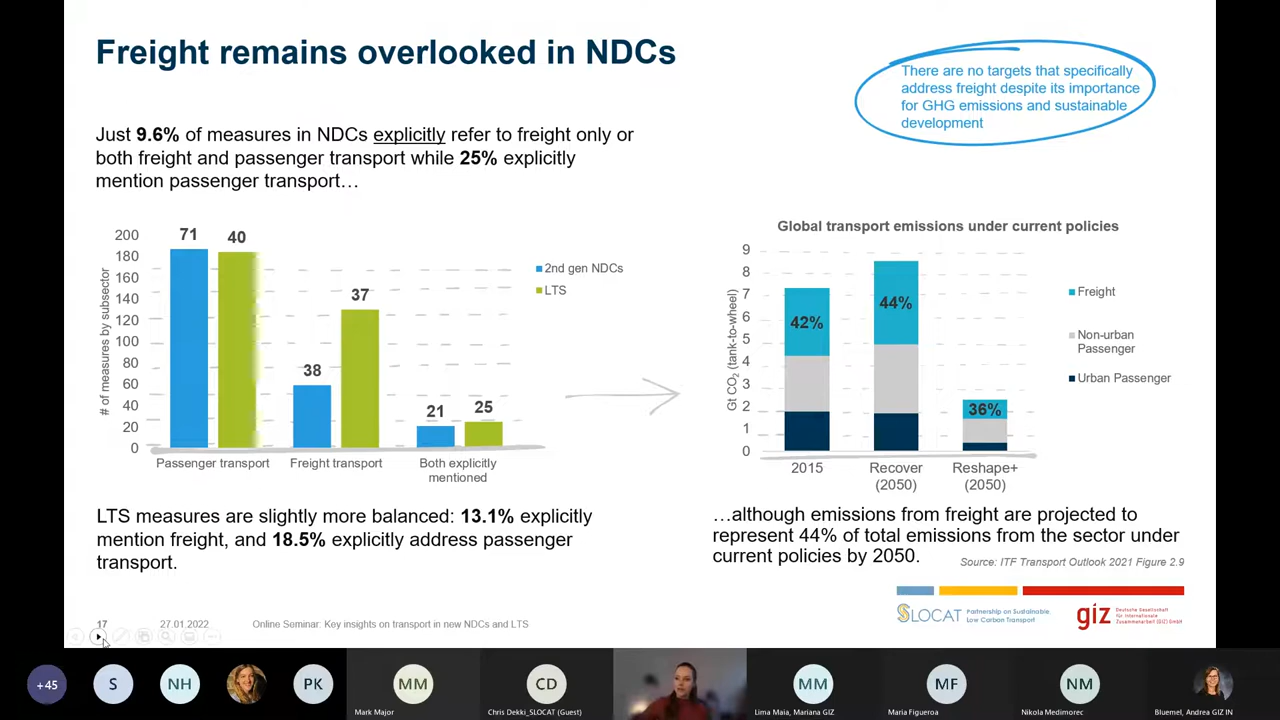 Freight remains overlooked in NDCs
There are no targets that specifically
address freight despite its importance
for GHG emissions and sustainable
development
Just 9.6% of measures in NDCs explicitly refer to freight only or
both freight and passenger transport while 25% explicitly
mention passenger transport…
# of measures by subsector
200
180
160
140
120
100
80
60
40
20
0
71
40
38
37
21
25
Passenger transport
Freight transport
Both explicitly
mentioned
2nd gen NDCs
LTS
Global transport emissions under current policies
Gt CO2 (tank-to-wheel)
9
8
7
6
5
4
3
2
1
0
42%
44%
36%
2015
Recover
(2050)
Reshape+
(2050)
Freight
Non-urban
Passenger
Urban Passenger
LTS measures are slightly more balanced: 13.1% explicitly
mention freight, and 18.5% explicitly address passenger
transport.
…although emissions from freight are projected to
represent 44% of total emissions from the sector under
current policies by 2050.
Source: ITF Transport Outlook 2021 Figure 2.9
17
27.01.2022
Online Seminar: Key insights on transport in new NDCs and LTS
SLOCAT
Partnership on Sustainable
Low Carbon Transport
giz
Deutsche Gesellschaft
für Internationale
Zusammenarbeit (GIZ) GmbH
+45
S
NH
PK
MM
Mark Major
CD
Chris Dekki_SLOCAT (Guest)
MM
Lima Maia, Mariana GIZ
MF
Maria Figueroa
NM
Nikola Medimorec
Bluemel, Andrea GIZ IN